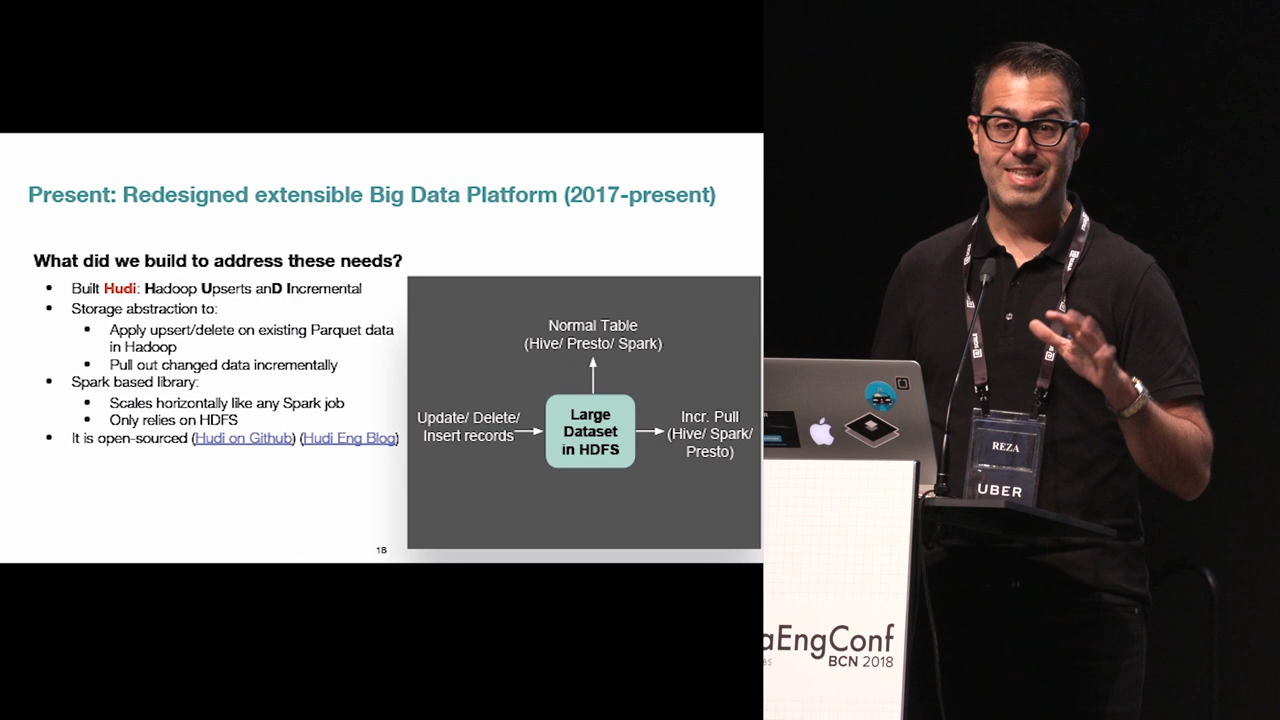 Present: Redesigned extensible Big Data Platform (2017-present)
What did we build to address these needs?
• Built Hudi: Hadoop Upserts anD Incremental
• Storage abstraction to:
• Apply upsert/delete on existing Parquet data
in Hadoop
• Pull out changed data incrementally
• Spark based library:
• Scales horizontally like any Spark job
• Only relies on HDFS
• It is open-sourced (Hudi on Github) (Hudi Eng Blog)
Normal Table
(Hive/ Presto/ Spark)
Update/ Delete/
Insert records
Large
Dataset
in HDFS
Incr. Pull
(Hive/ Spark/
Presto)
18
REZA
UBER
aEngConf
BCN 2018